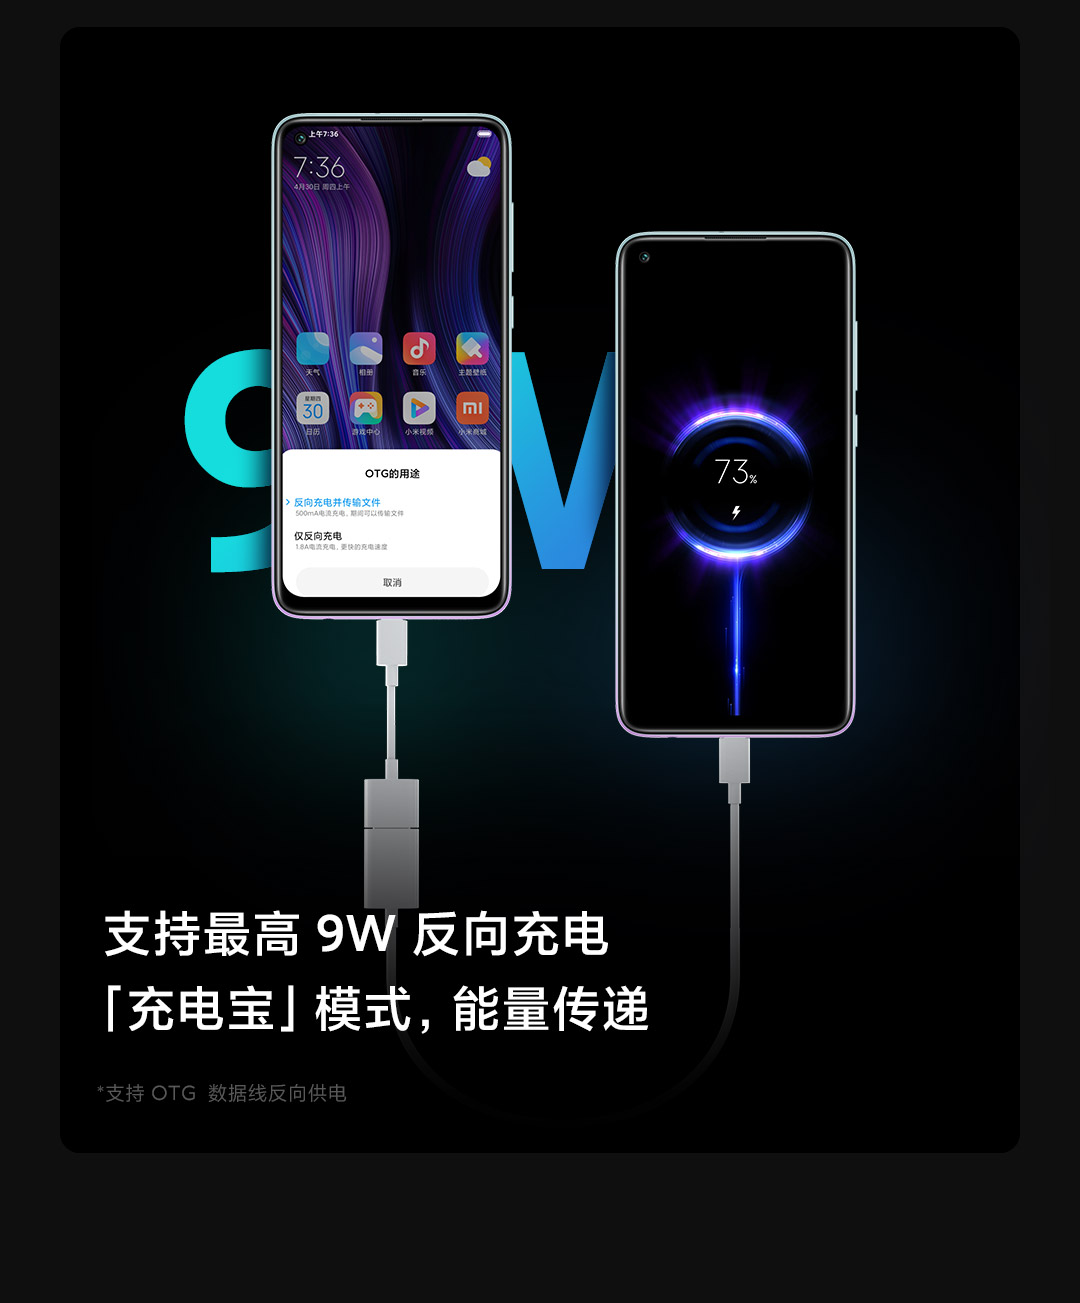 上午7:36
7:36
4月30日 周四上午
天气
相册
音乐
主题壁纸
星期四
30
mi
日历
游戏中心
小米视频
小米商城
9W
73%
OTG的用途
反向充电并传输文件
500mA电流充电，期间可以传输文件
仅反向充电
1.8A电流充电，更快的充电速度
取消
支持最高 9W 反向充电
「充电宝」模式，能量传递
*支持 OTG 数据线反向供电